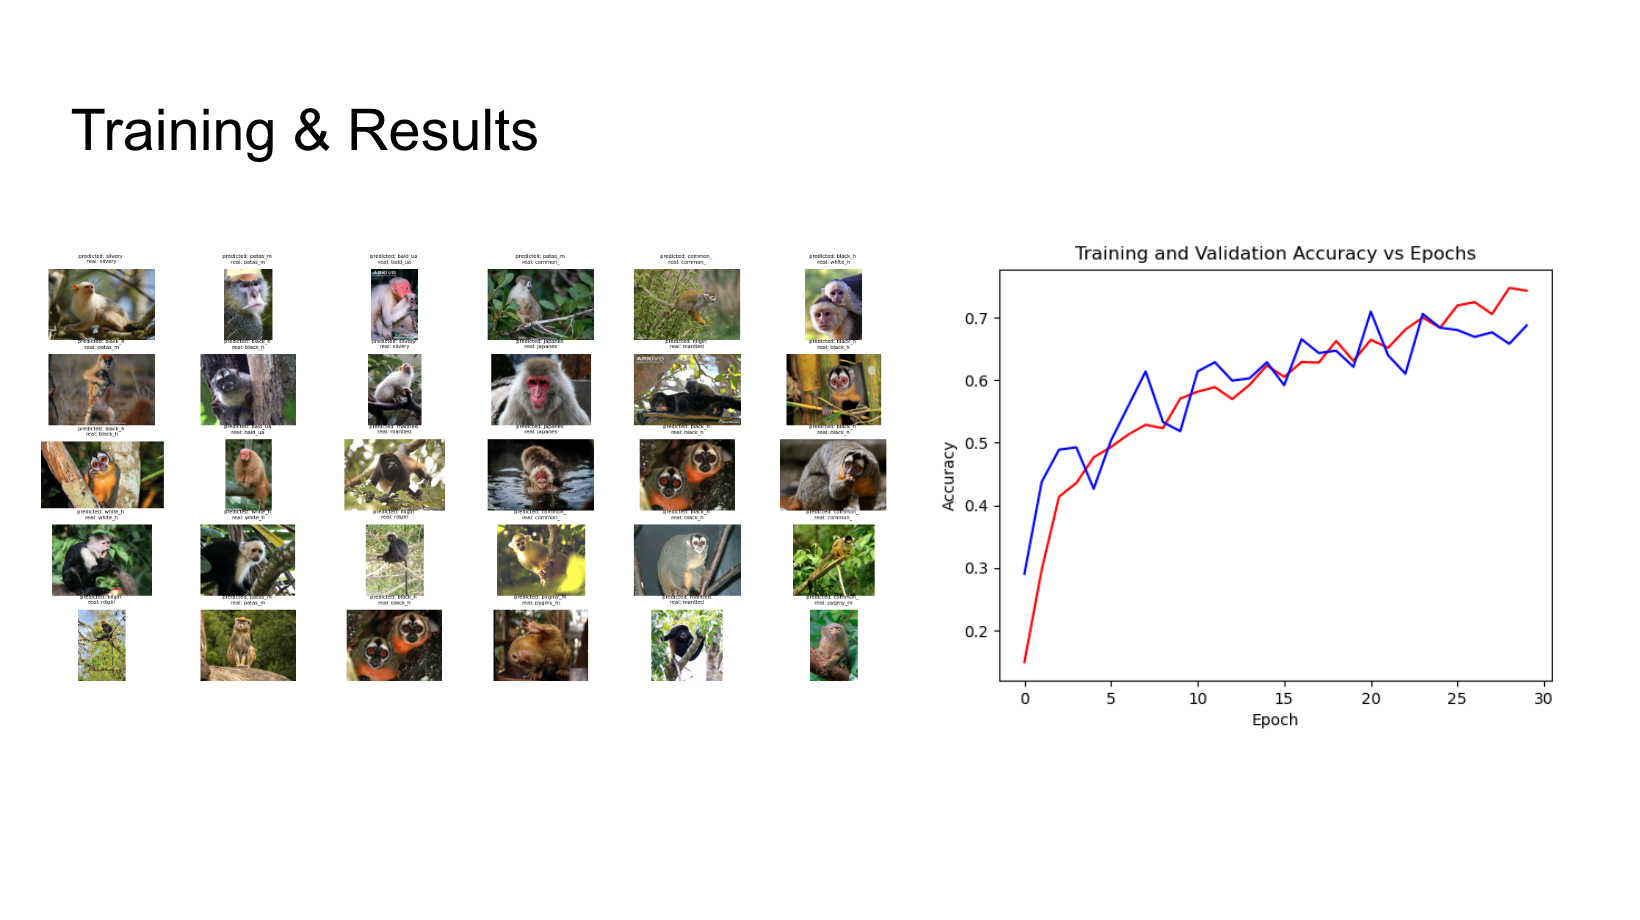 Training & Results
predicted: silvery
real: silvery
predicted: patas_m
real: patas_m
predicted: bald_ua
real: bald_ua
predicted: patas_m
real: common_
predicted: common_
real: common_
predicted: black_h
real: white_h
ARKIVE
predicted: black_h
real: patas_m
predicted: black_h
real: black_h
predicted: silvery
real: silvery
predicted: japanes
real: japanes
predicted: nilgiri
real: mantled
predicted: black_h
real: black_h
ARKIVE
predicted: black_h
real: black_h
predicted: bald_ua
real: bald_ua
predicted: mantled
real: mantled
predicted: japanes
real: japanes
predicted: black_h
real: black_h
predicted: black_h
real: black_h
predicted: white_h
real: white_h
predicted: white_h
real: white_h
predicted: nilgiri
real: nilgiri
predicted: common_
real: common_
predicted: black_h
real: black_h
predicted: common_
real: common_
predicted: nilgiri
real: nilgiri
predicted: patas_m
real: patas_m
predicted: black_h
real: black_h
predicted: pygmy_m
real: pygmy_m
predicted: mantled
real: mantled
predicted: common_
real: pygmy_m
Training and Validation Accuracy vs Epochs
Accuracy
0.7
0.6
0.5
0.4
0.3
0.2
0 5 10 15 20 25 30
Epoch